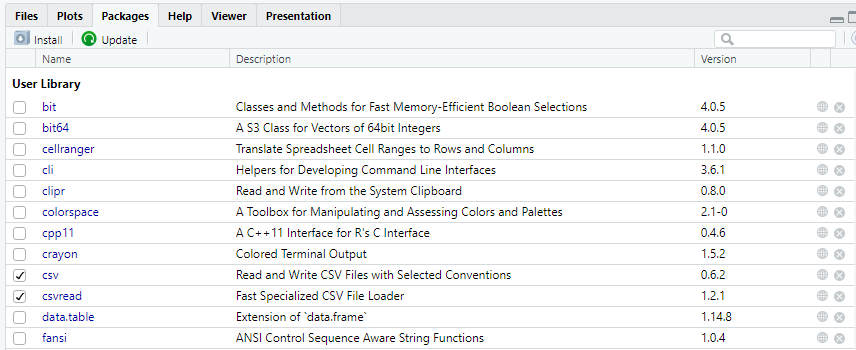 Files Plots Packages Help Viewer Presentation
Install Update
Name Description Version
User Library
bit Classes and Methods for Fast Memory-Efficient Boolean Selections 4.0.5
bit64 A S3 Class for Vectors of 64bit Integers 4.0.5
cellranger Translate Spreadsheet Cell Ranges to Rows and Columns 1.1.0
cli Helpers for Developing Command Line Interfaces 3.6.1
clipr Read and Write from the System Clipboard 0.8.0
colorspace A Toolbox for Manipulating and Assessing Colors and Palettes 2.1-0
cpp11 A C++11 Interface for R's C Interface 0.4.6
crayon Colored Terminal Output 1.5.2
csv Read and Write CSV Files with Selected Conventions 0.6.2
csvread Fast Specialized CSV File Loader 1.2.1
data.table Extension of `data.frame` 1.14.8
fansi ANSI Control Sequence Aware String Functions 1.0.4